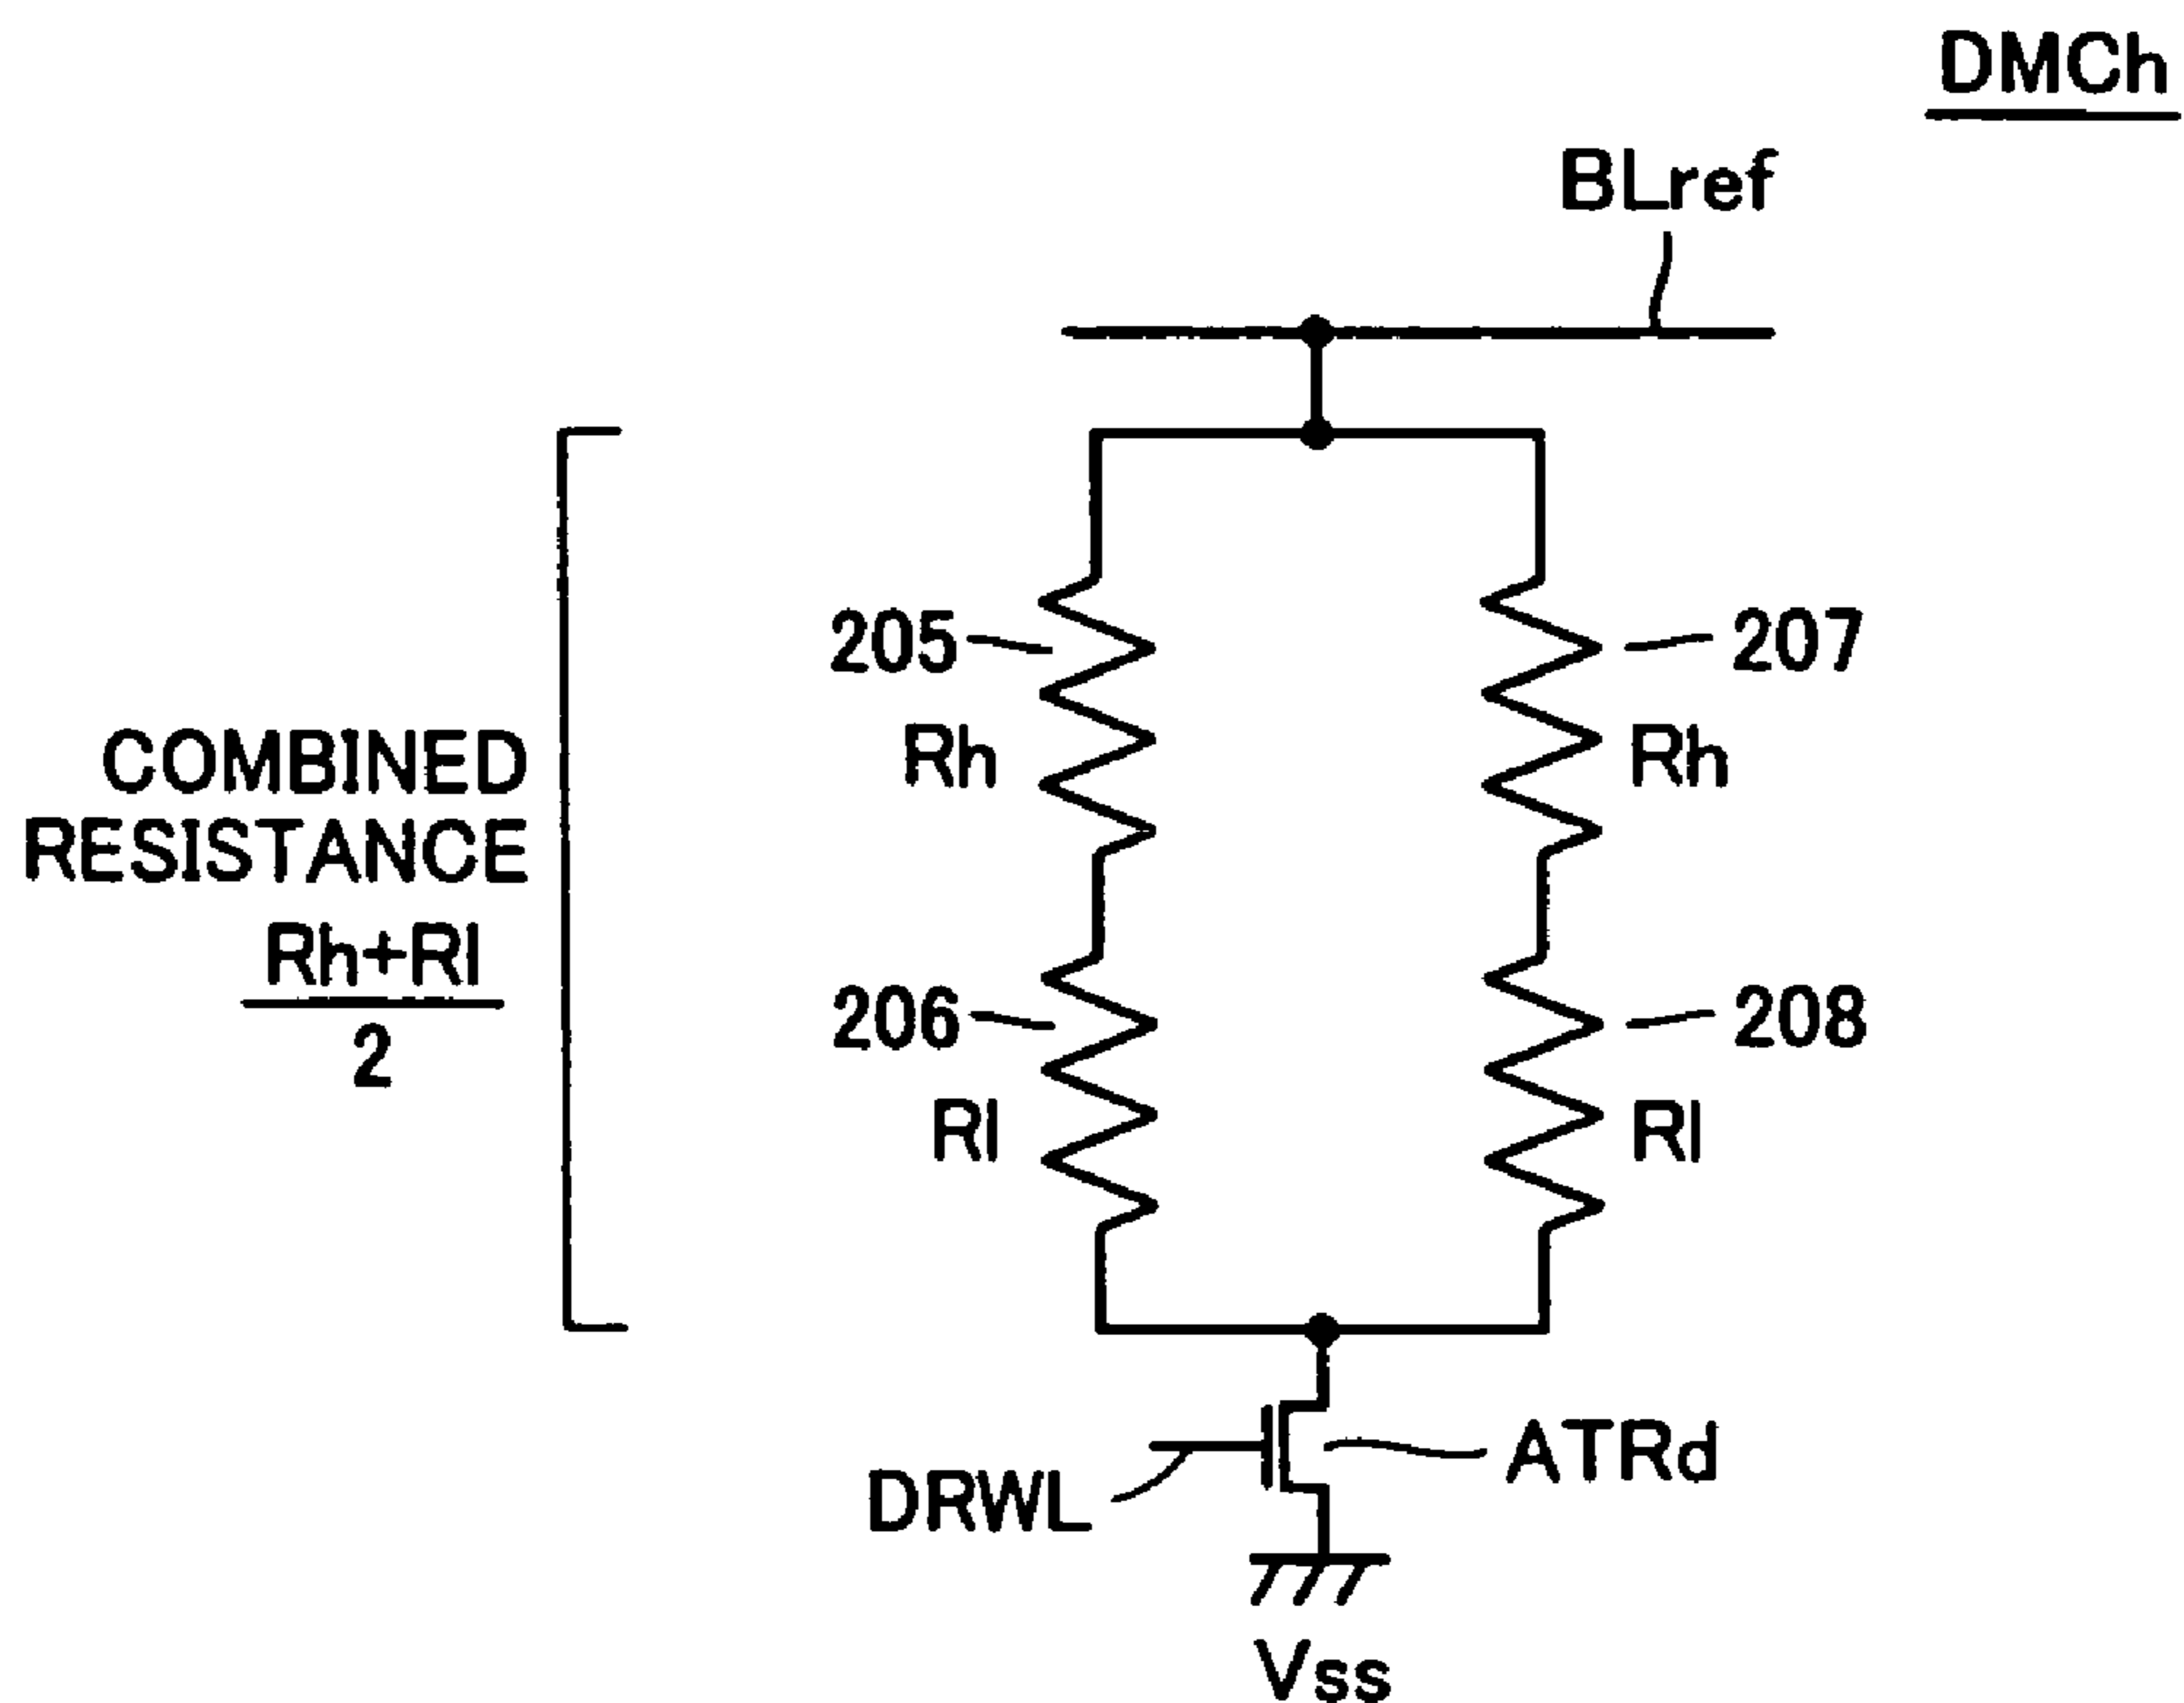 DMCh
BLref
205
207
Rh
Rh
COMBINED
RESISTANCE
Rh+Rl
2
206
208
Rl
Rl
DRWL
ATRd
Vss